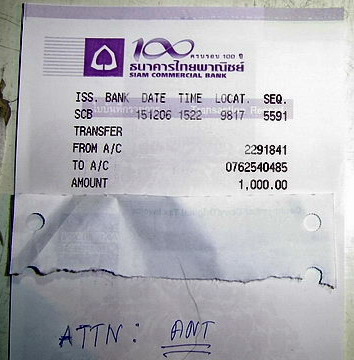 100 ครบรอบ 100 ปี
ธนาคารไทยพาณิชย์
SIAM COMMERCIAL BANK
ISS. BANK DATE TIME LOCAT. SEQ.
SCB 151206 1522 9817 5591
TRANSFER
FROM A/C 2291841
TO A/C 0762540485
AMOUNT 1,000.00
ATTN: ANT